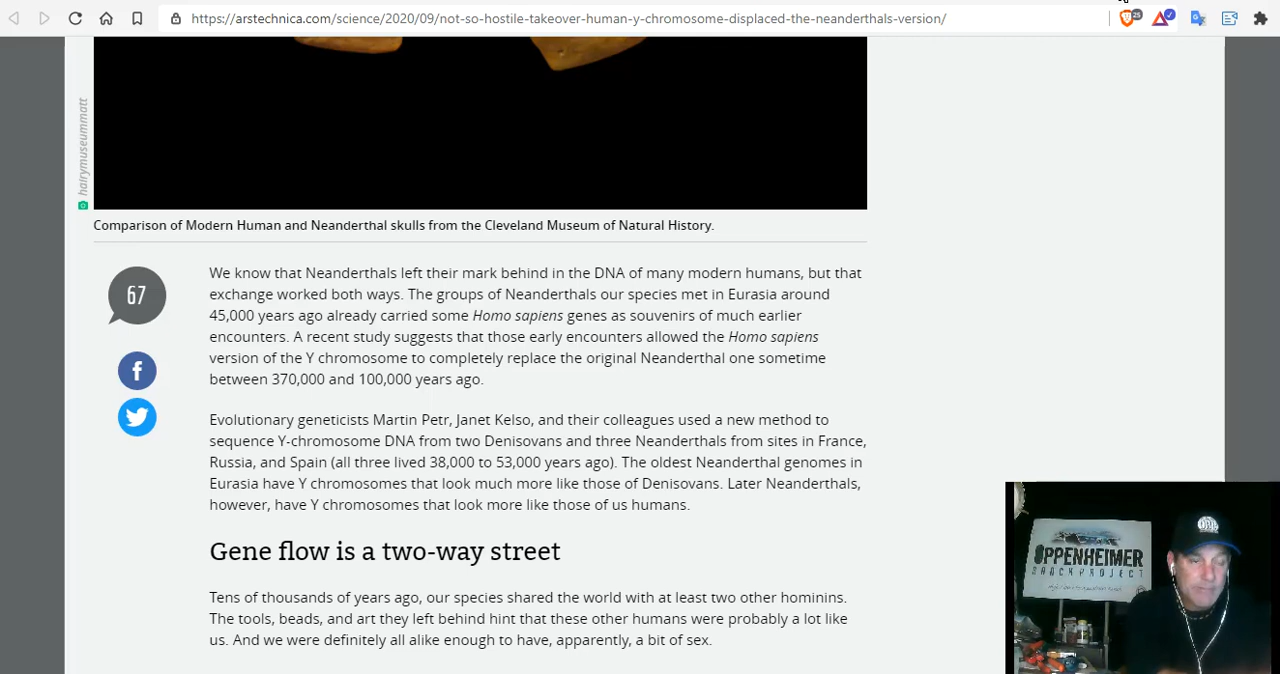 https://arstechnica.com/science/2020/09/not-so-hostile-takeover-human-y-chromosome-displaced-the-neanderthals-version/
25
hairymuseummatt
Comparison of Modern Human and Neanderthal skulls from the Cleveland Museum of Natural History.
67
We know that Neanderthals left their mark behind in the DNA of many modern humans, but that
exchange worked both ways. The groups of Neanderthals our species met in Eurasia around
45,000 years ago already carried some Homo sapiens genes as souvenirs of much earlier
encounters. A recent study suggests that those early encounters allowed the Homo sapiens
version of the Y chromosome to completely replace the original Neanderthal one sometime
between 370,000 and 100,000 years ago.
Evolutionary geneticists Martin Petr, Janet Kelso, and their colleagues used a new method to
sequence Y-chromosome DNA from two Denisovans and three Neanderthals from sites in France,
Russia, and Spain (all three lived 38,000 to 53,000 years ago). The oldest Neanderthal genomes in
Eurasia have Y chromosomes that look much more like those of Denisovans. Later Neanderthals,
however, have Y chromosomes that look more like those of us humans.
Gene flow is a two-way street
Tens of thousands of years ago, our species shared the world with at least two other hominins.
The tools, beads, and art they left behind hint that these other humans were probably a lot like
us. And we were definitely all alike enough to have, apparently, a bit of sex.
OPPENHEIMER
RANCH PROJECT